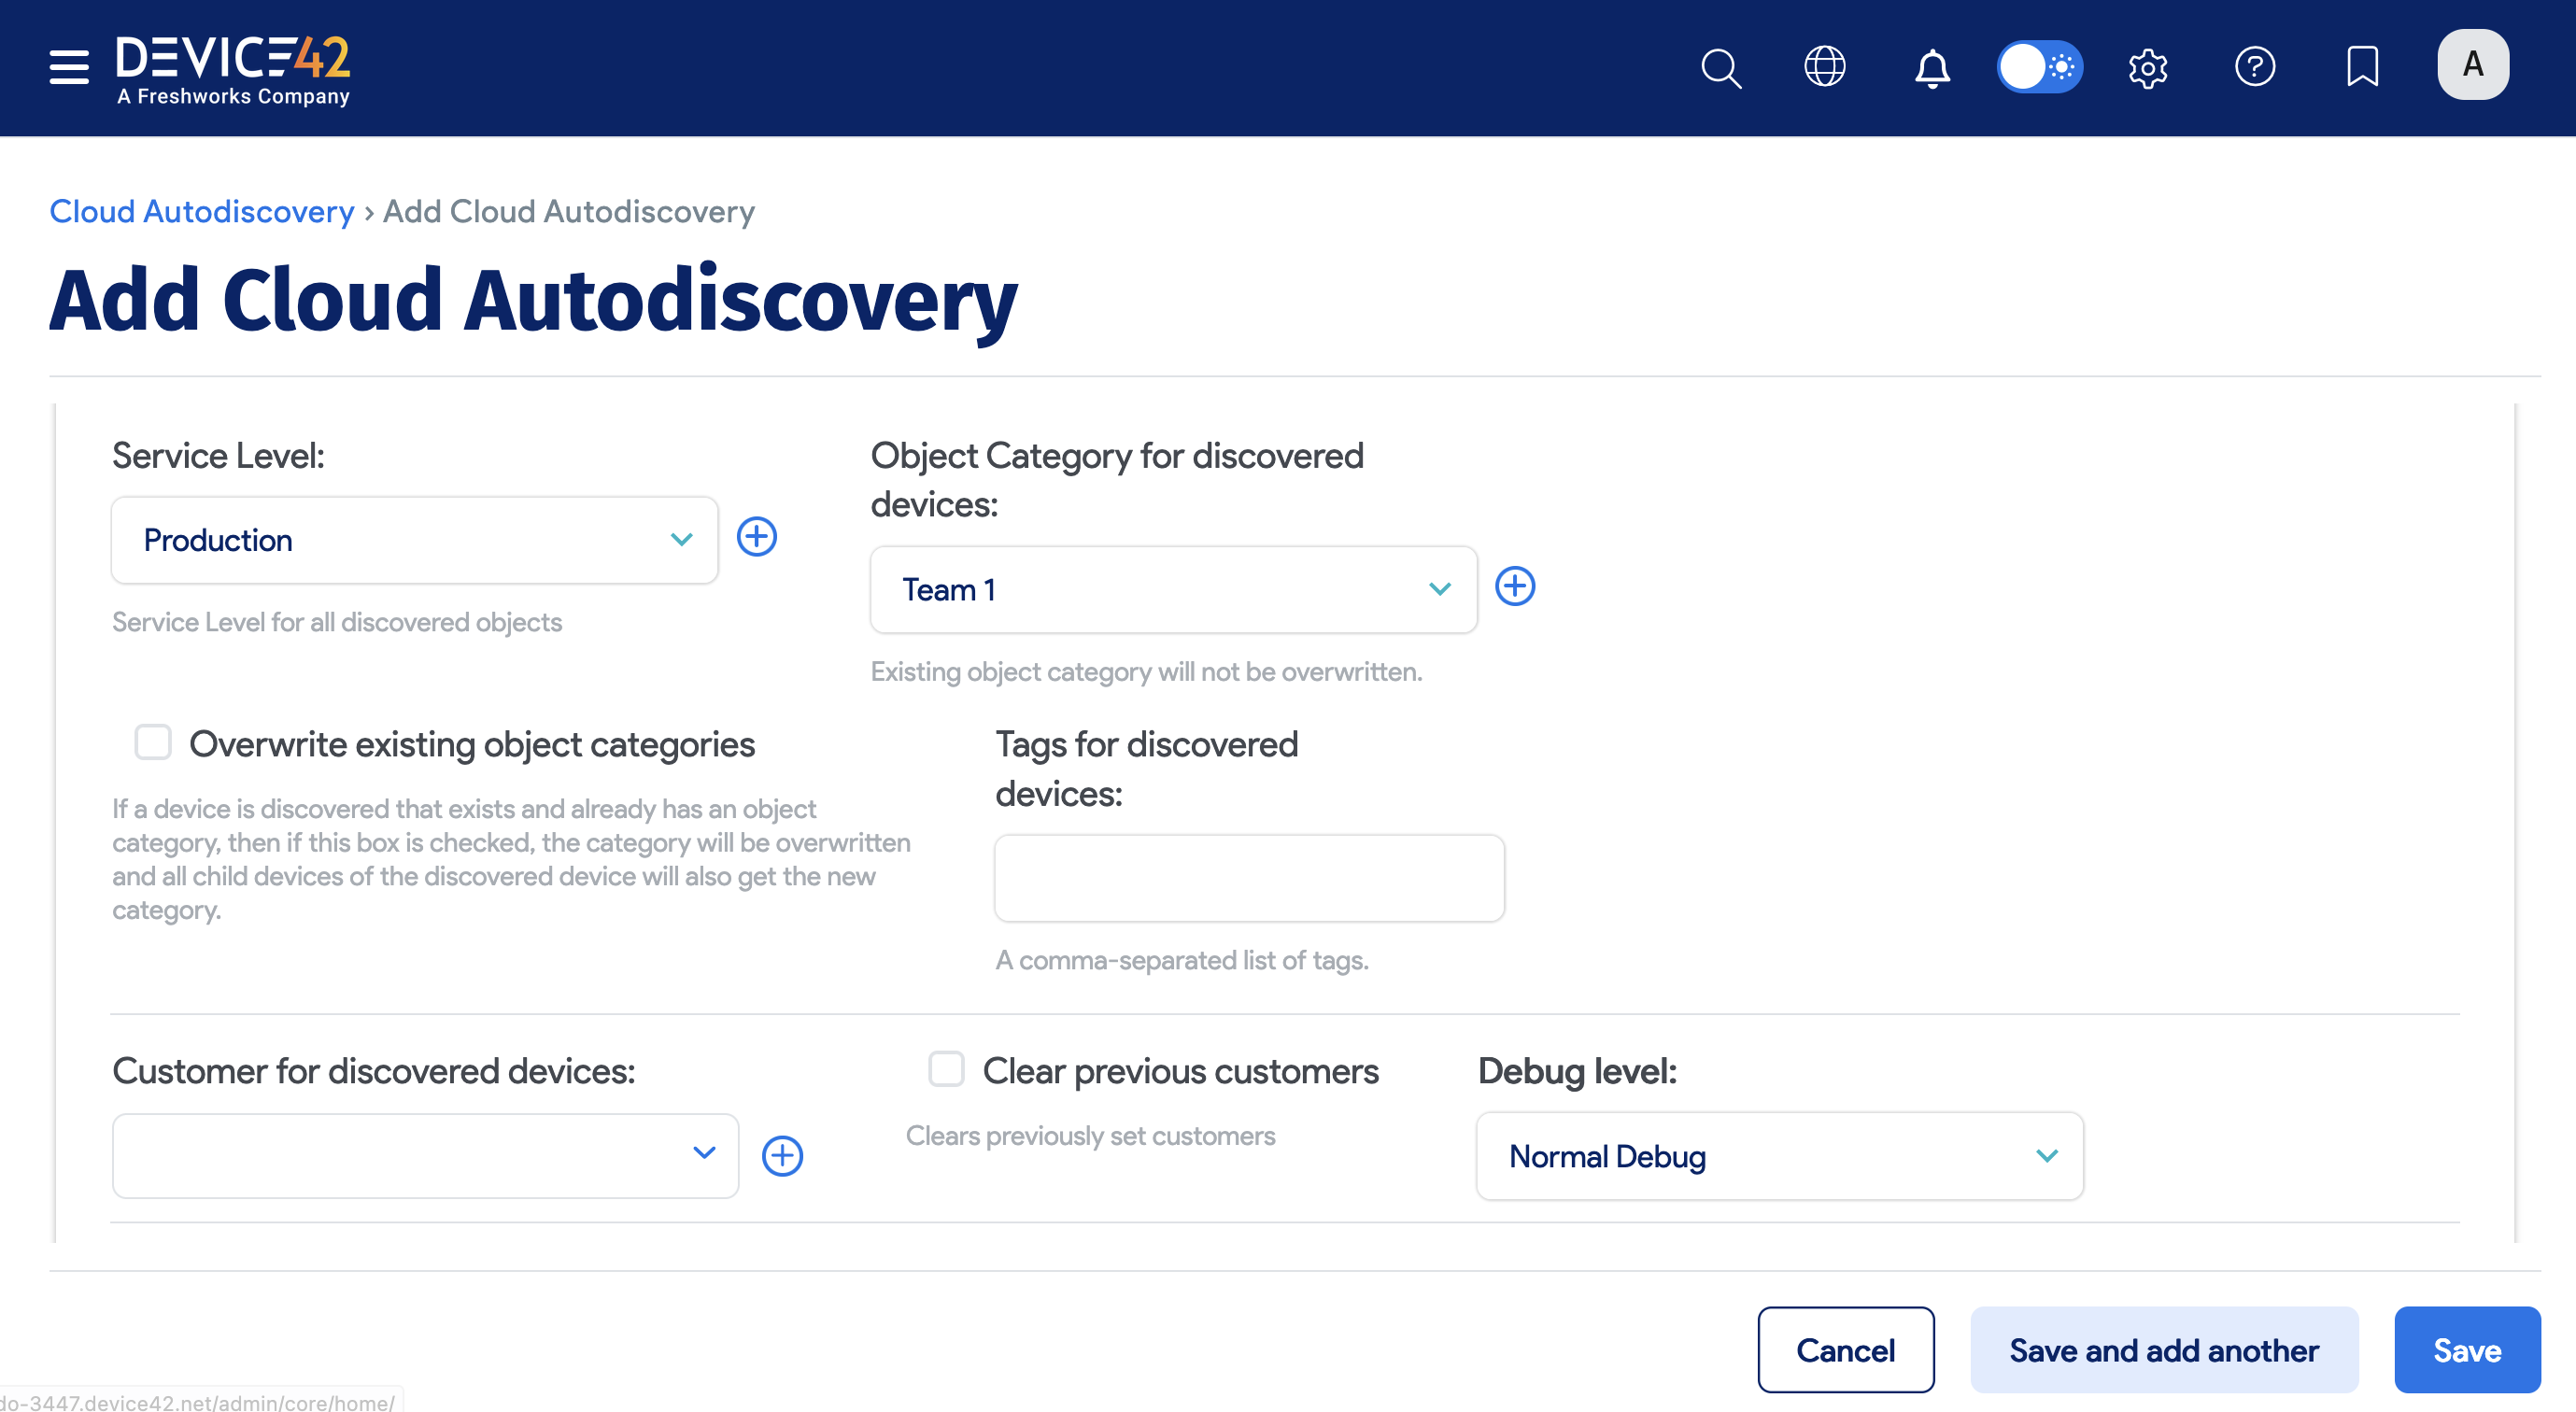 DEVICE42
A Freshworks Company
A
Cloud Autodiscovery › Add Cloud Autodiscovery
Add Cloud Autodiscovery
Service Level:
Production
Service Level for all discovered objects
Object Category for discovered
devices:
Team 1
Existing object category will not be overwritten.
Overwrite existing object categories
If a device is discovered that exists and already has an object
category, then if this box is checked, the category will be overwritten
and all child devices of the discovered device will also get the new
category.
Tags for discovered
devices:
A comma-separated list of tags.
Customer for discovered devices:
Clear previous customers
Clears previously set customers
Debug level:
Normal Debug
Cancel
Save and add another
Save
do-3447.device42.net/admin/core/home/